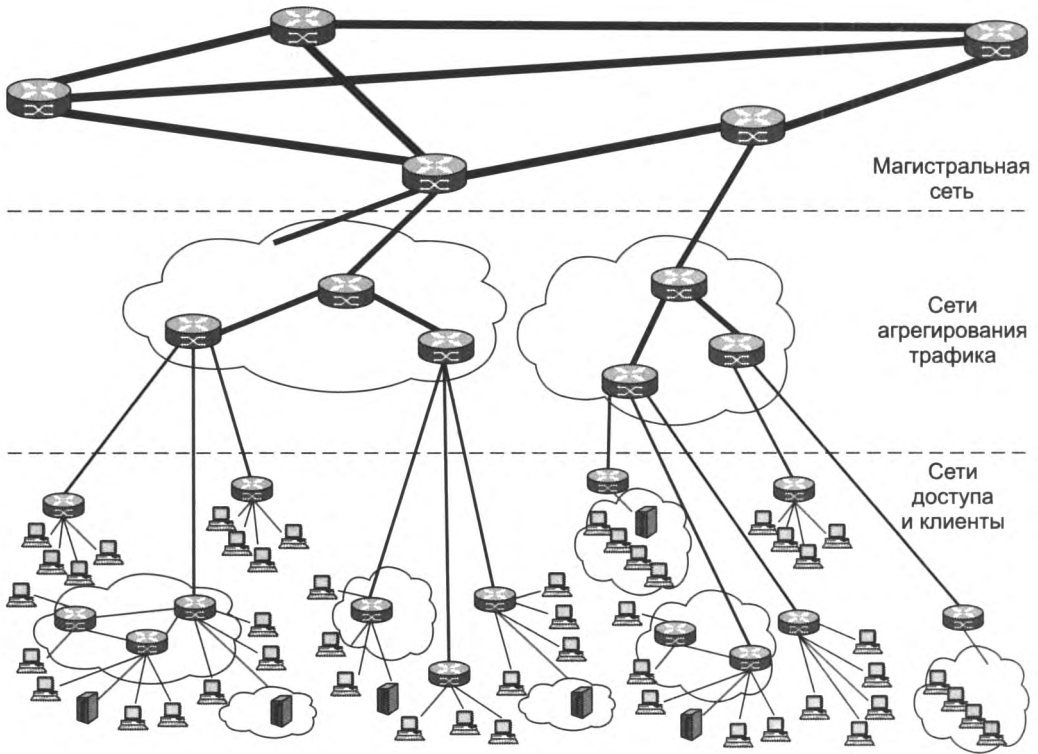 Магистральная
сеть
Сети
агрегирования
трафика
Сети
доступа
и клиенты